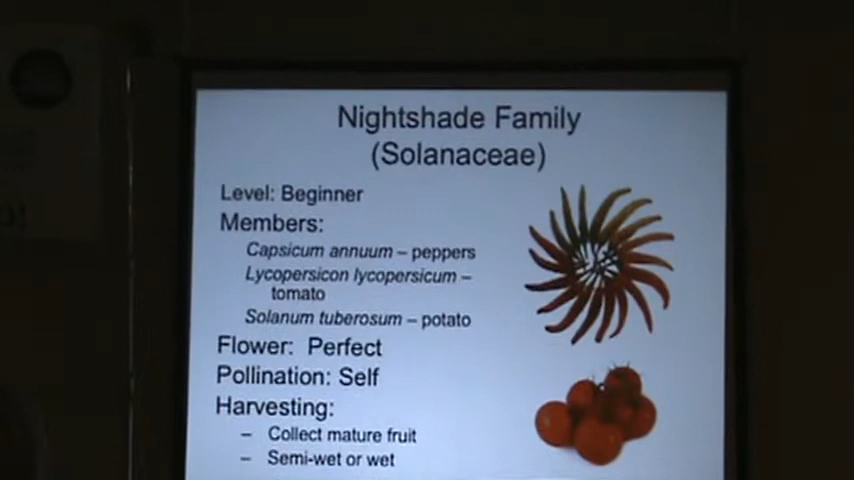 Nightshade Family
(Solanaceae)
Level: Beginner
Members:
Capsicum annuum – peppers
Lycopersicon lycopersicum –
tomato
Solanum tuberosum – potato
Flower: Perfect
Pollination: Self
Harvesting:
– Collect mature fruit
– Semi-wet or wet